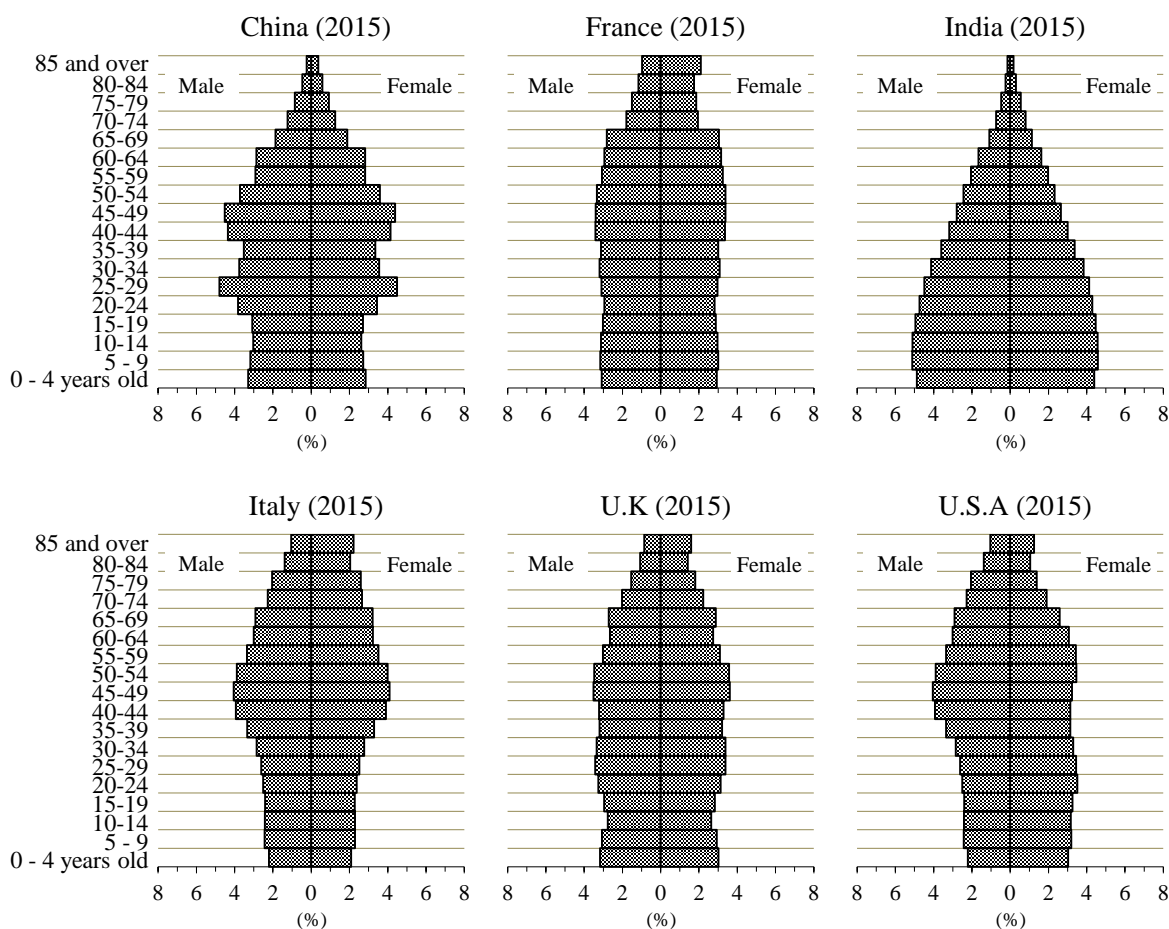 China (2015) France (2015) India (2015)
85 and over
80-84 Male Female Male Female Male Female
75-79
70-74
65-69
60-64
55-59
50-54
45-49
40-44
35-39
30-34
25-29
20-24
15-19
10-14
5 - 9
0 - 4 years old
8 6 4 2 0 2 4 6 8 8 6 4 2 0 2 4 6 8 8 6 4 2 0 2 4 6 8
(%) (%) (%)
Italy (2015) U.K (2015) U.S.A (2015)
85 and over
80-84 Male Female Male Female Male Female
75-79
70-74
65-69
60-64
55-59
50-54
45-49
40-44
35-39
30-34
25-29
20-24
15-19
10-14
5 - 9
0 - 4 years old
8 6 4 2 0 2 4 6 8 8 6 4 2 0 2 4 6 8 8 6 4 2 0 2 4 6 8
(%) (%) (%)